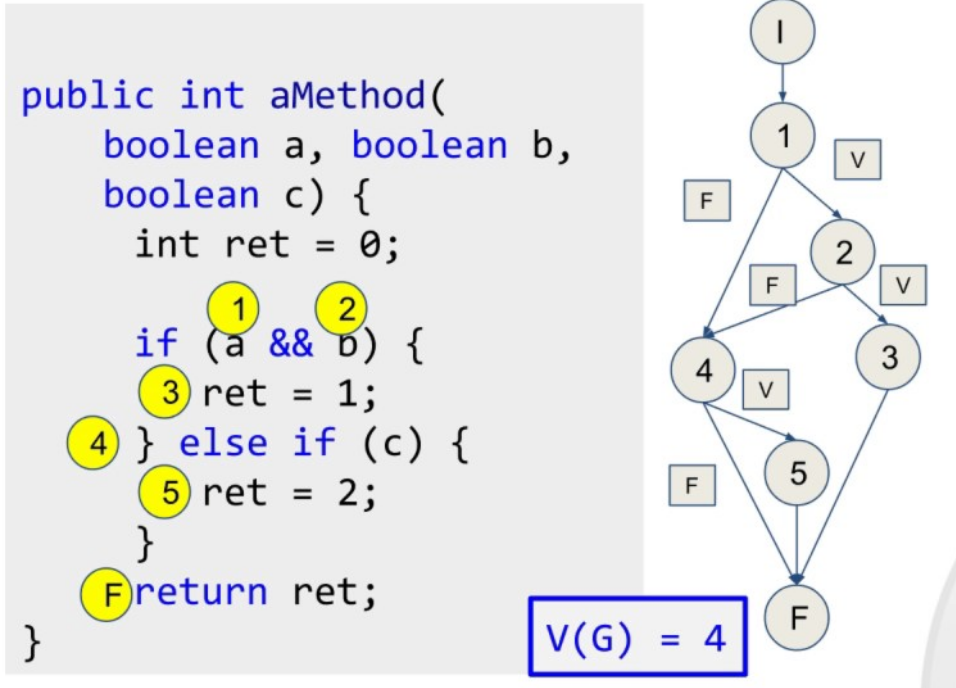 public int aMethod(
boolean a, boolean b,
boolean c) {
int ret = 0;
1 2
if (a && b) {
3 ret = 1;
4 } else if (c) {
5 ret = 2;
}
F return ret;
}
V(G) = 4
I
1
V
F
2
F
V
4
3
V
5
F
F